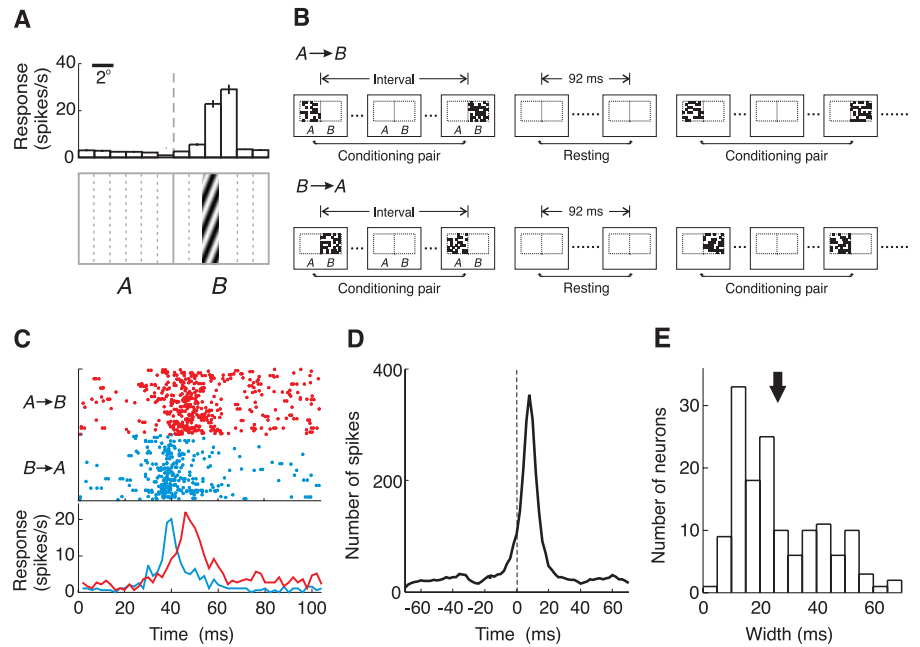 A
Response
(spikes/s)
40
20
0
2°
A B
B
A→B
Interval
92 ms
A B A B A B
Conditioning pair
Resting
Conditioning pair
B→A
Interval
92 ms
A B A B A B
Conditioning pair
Resting
Conditioning pair
C
A→B
B→A
Response
(spikes/s)
20
10
0
0 20 40 60 80 100
Time (ms)
D
Number of spikes
400
200
0
-60 -40 -20 0 20 40 60
Time (ms)
E
Number of neurons
30
20
10
0
0 20 40 60
Width (ms)